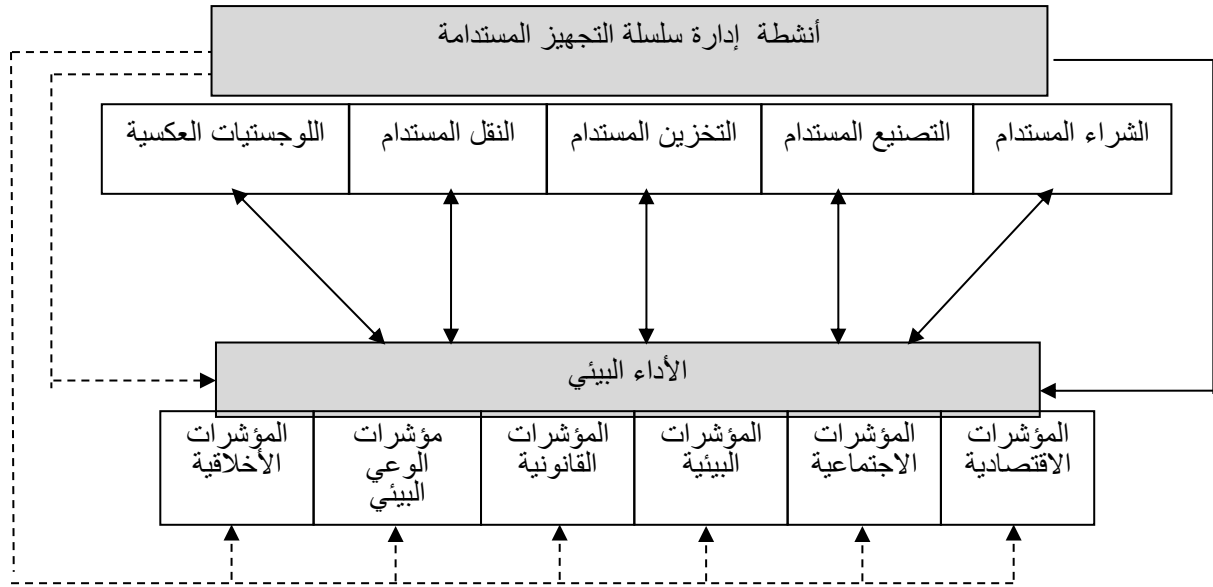 أنشطة إدارة سلسلة التجهيز المستدامة
الشراء المستدام
التصنيع المستدام
التخزين المستدام
النقل المستدام
اللوجستيات العكسية
الأداء البيئي
المؤشرات
الاقتصادية
المؤشرات
الاجتماعية
المؤشرات
البيئية
المؤشرات
القانونية
مؤشرات
الوعي
البيئي
المؤشرات
الأخلاقية